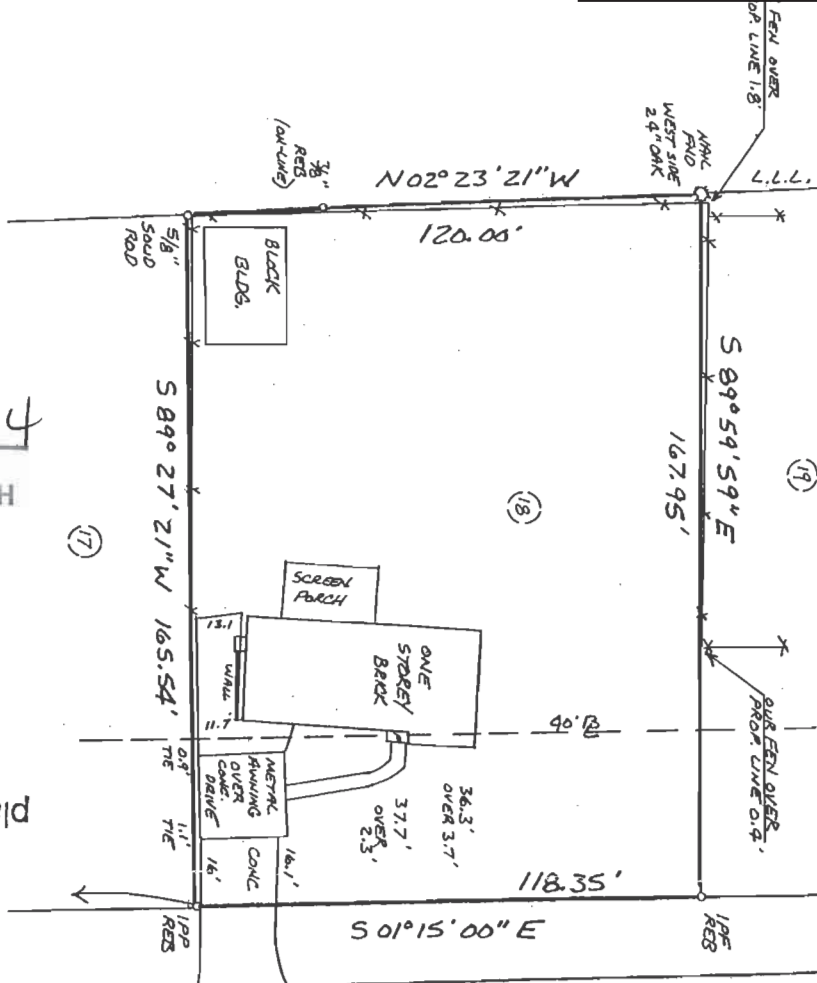 FEN OVER
LINE 1.8'
NAIL
FND
WEST SIDE
24" OAK
L.L.L.
N 02° 23' 21" W
120.00'
REB
(ON-LINE)
5/8"
SOLID
ROD
BLOCK
BLDG.
S 89° 59' 59" E
167.95'
(19)
(18)
(17)
S 89° 27' 21" W 165.54'
4
H
SCREEN
PORCH
ONE
STOREY
BRICK
13.1
WALL
11.7
40' B
OUR FEN OVER
PROP. LINE 0.4'
0.9'
TIE
1.1'
TIE
METAL
AWNING
OVER
CONC.
DRIVE
CONC
16.1'
16'
36.3'
OVER 3.7'
37.7'
OVER
2.3'
118.35'
S 01° 15' 00" E
IPP
REB
IPF
REB